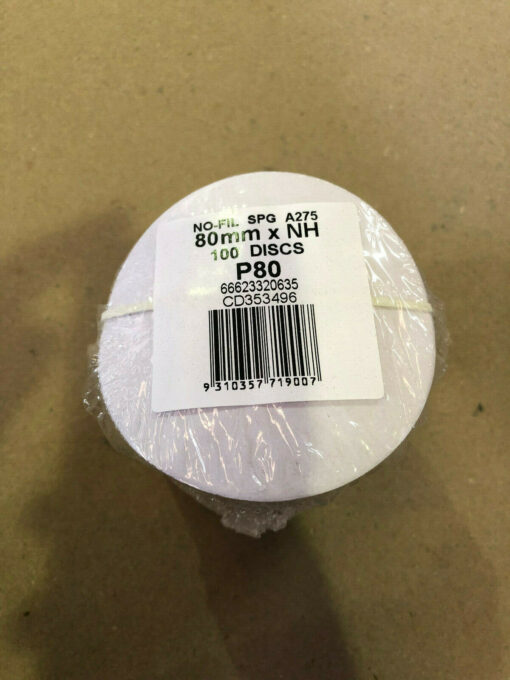 NO-FIL SPG A275
80mm x NH
100 DISCS
P80
66623320635
CD353496
9 310357 719007